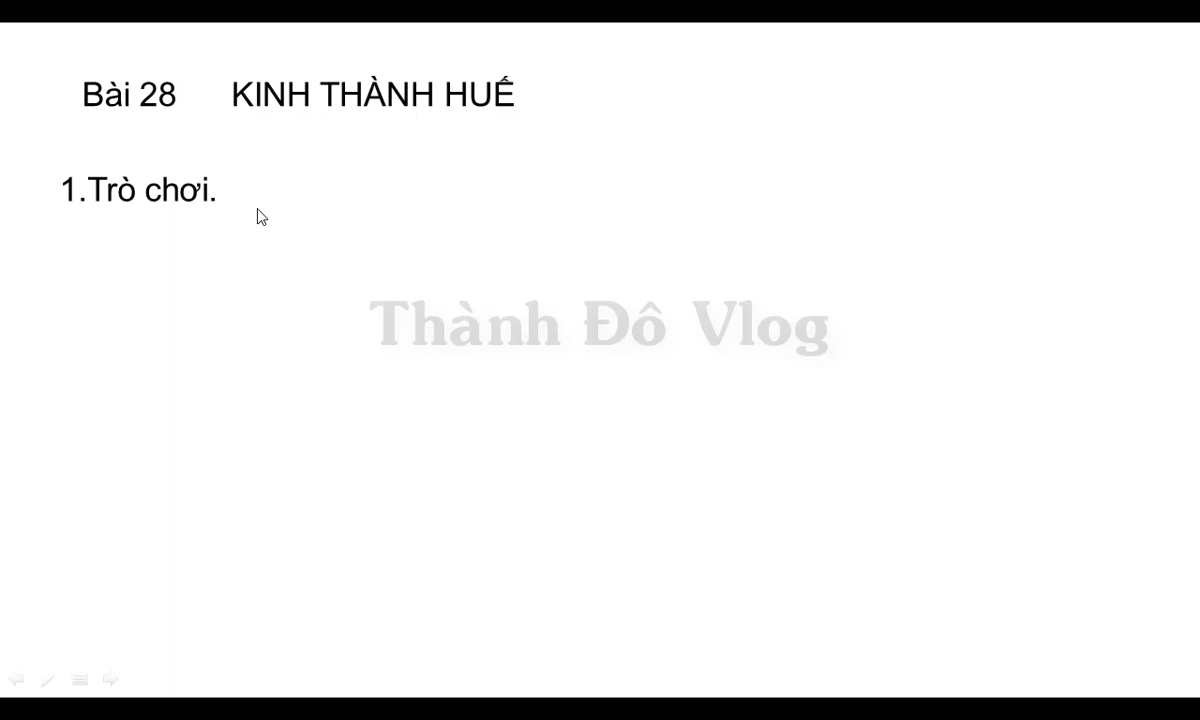 Bài 28 KINH THÀNH HUẾ
1.Trò chơi.
Thành Đô Vlog